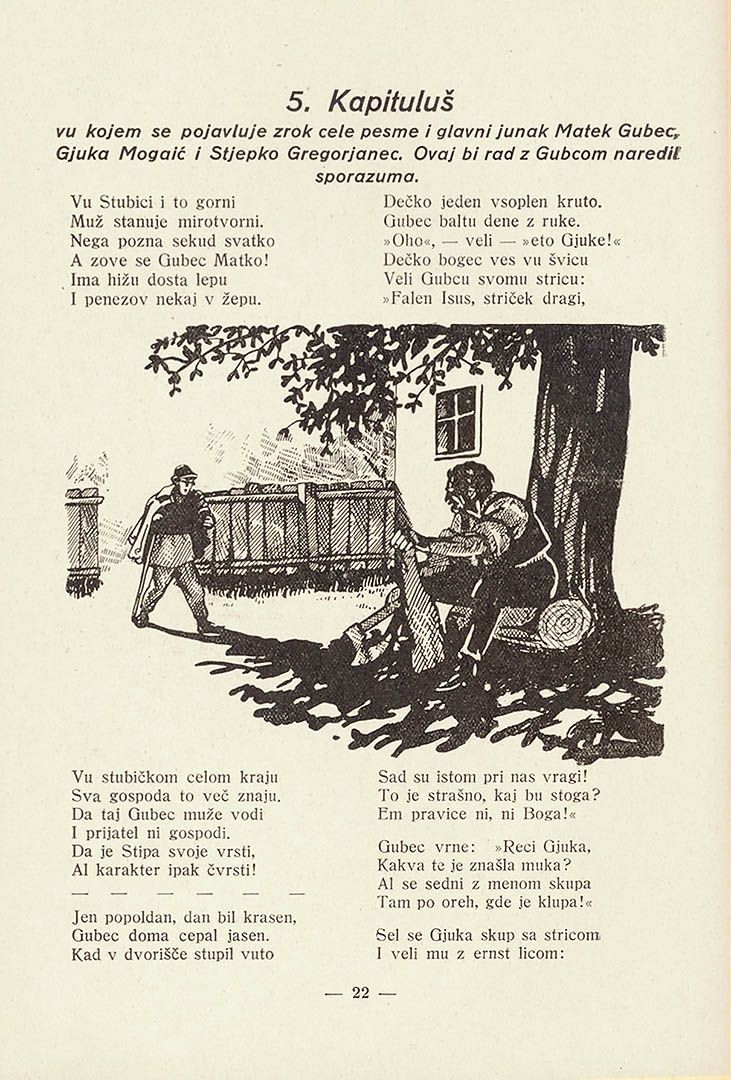 5. Kapituluš
vu kojem se pojavluje zrok cele pesme i glavni junak Matek Gubec,
Gjuka Mogaić i Stjepko Gregorjanec. Ovaj bi rad z Gubcom naredil
sporazuma.
Vu Stubici i to gorni
Muž stanuje mirotvorni.
Nega pozna sekud svatko
A zove se Gubec Matko!
Ima hižu dosta lepu
I penezov nekaj v žepu.
Vu stubičkom celom kraju
Sva gospoda to več znaju.
Da taj Gubec muže vodi
I prijatel ni gospodi.
Da je Stipa svoje vrsti,
Al karakter ipak čvrsti!
— — — — — —
Jen popoldan, dan bil krasen,
Gubec doma cepal jasen.
Kad v dvorišče stupil vuto
Dečko jeden vsoplen kruto.
Gubec baltu dene z ruke.
»Oho«, — veli — »eto Gjuke!«
Dečko bogec ves vu švicu
Veli Gubcu svomu stricu:
»Falen Isus, striček dragi,
Sad su istom pri nas vragi!
To je strašno, kaj bu stoga?
Em pravice ni, ni Boga!«
Gubec vrne: »Reci Gjuka,
Kakva te je znašla muka?
Al se sedni z menom skupa
Tam po oreh, gde je klupa!«
Sel se Gjuka skup sa stricom
I veli mu z ernst licom:
— 22 —